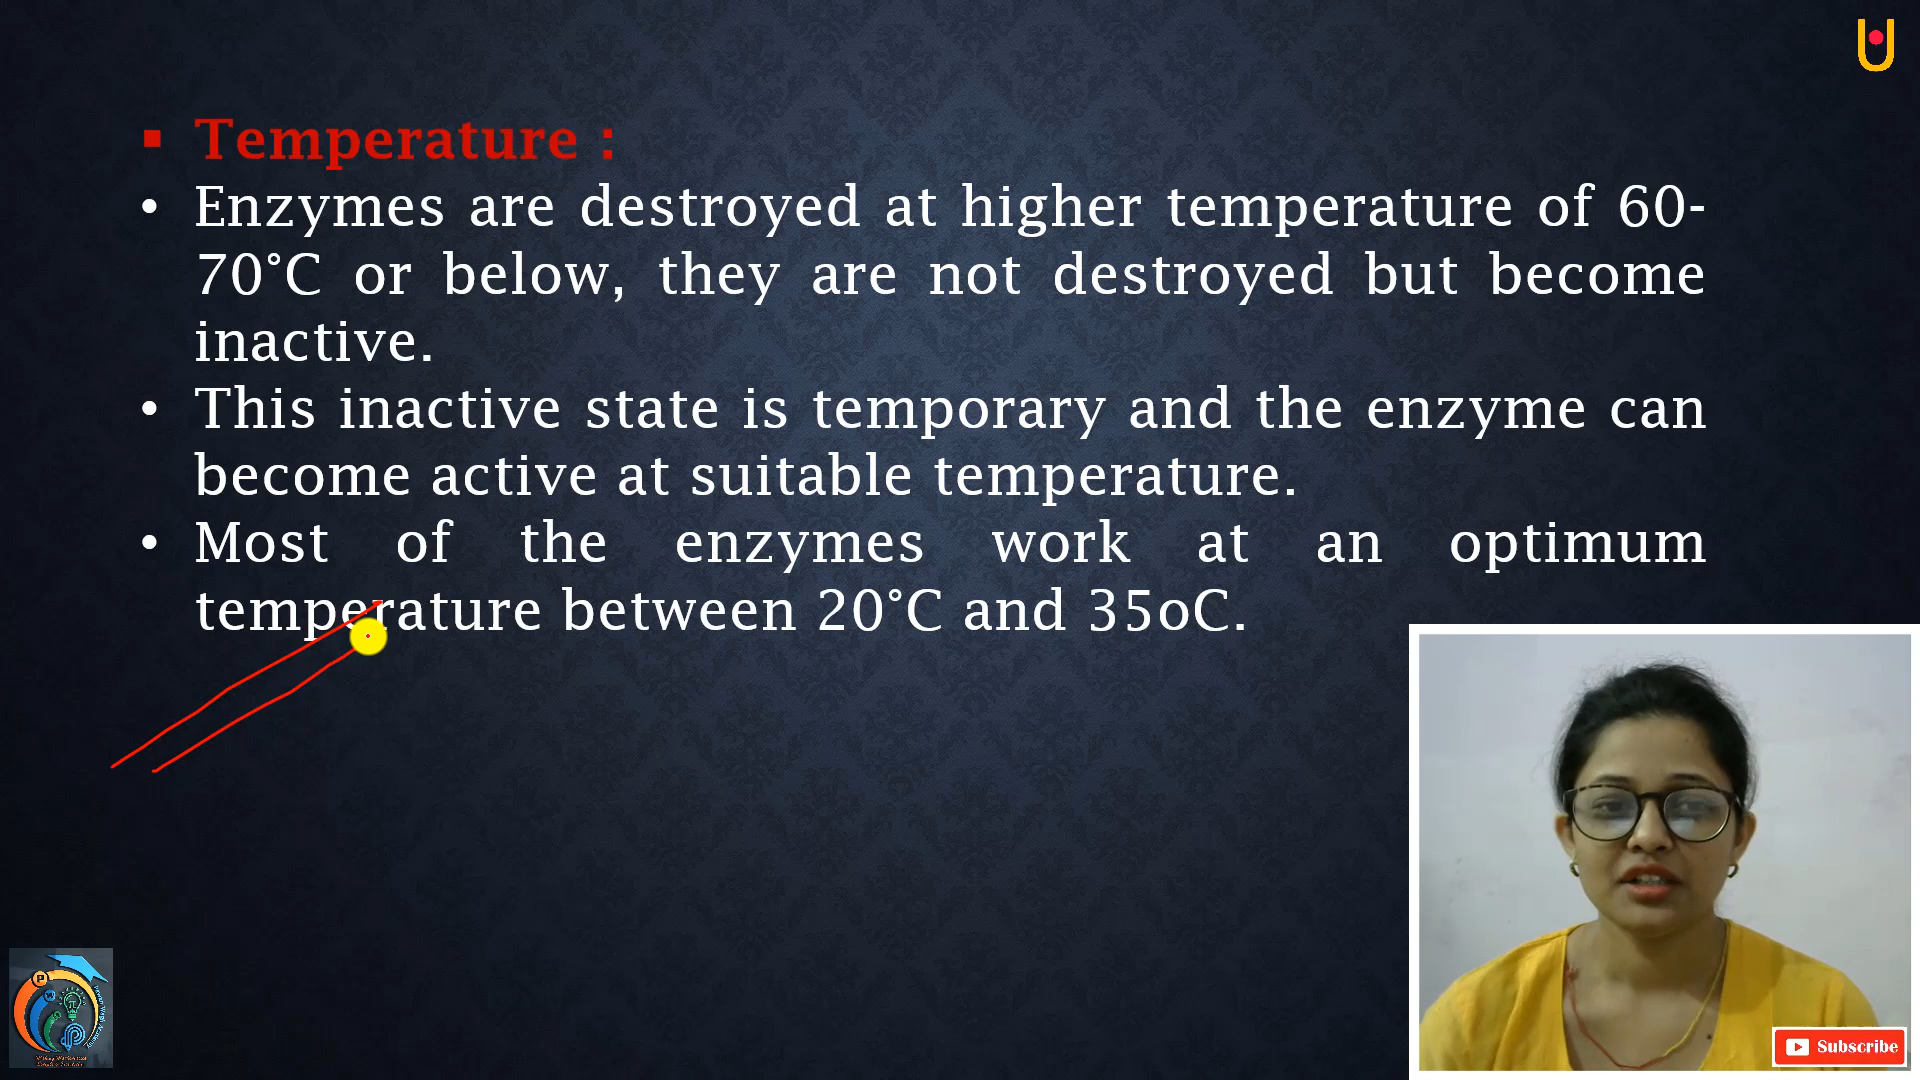 Temperature :
Enzymes are destroyed at higher temperature of 60-
70°C or below, they are not destroyed but become
inactive.
This inactive state is temporary and the enzyme can
become active at suitable temperature.
Most of the enzymes work at an optimum
temperature between 20°C and 35oC.
Subscribe